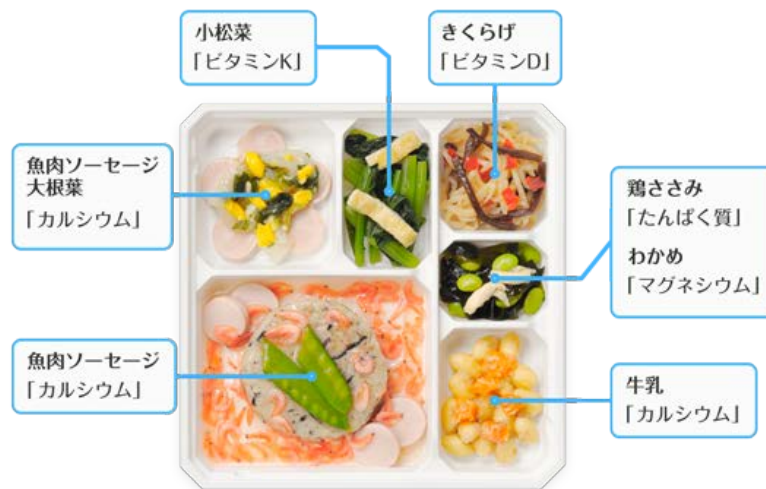 小松菜
「ビタミンK」
きくらげ
「ビタミンD」
魚肉ソーセージ
大根菜
「カルシウム」
鶏ささみ
「たんぱく質」
わかめ
「マグネシウム」
魚肉ソーセージ
「カルシウム」
牛乳
「カルシウム」